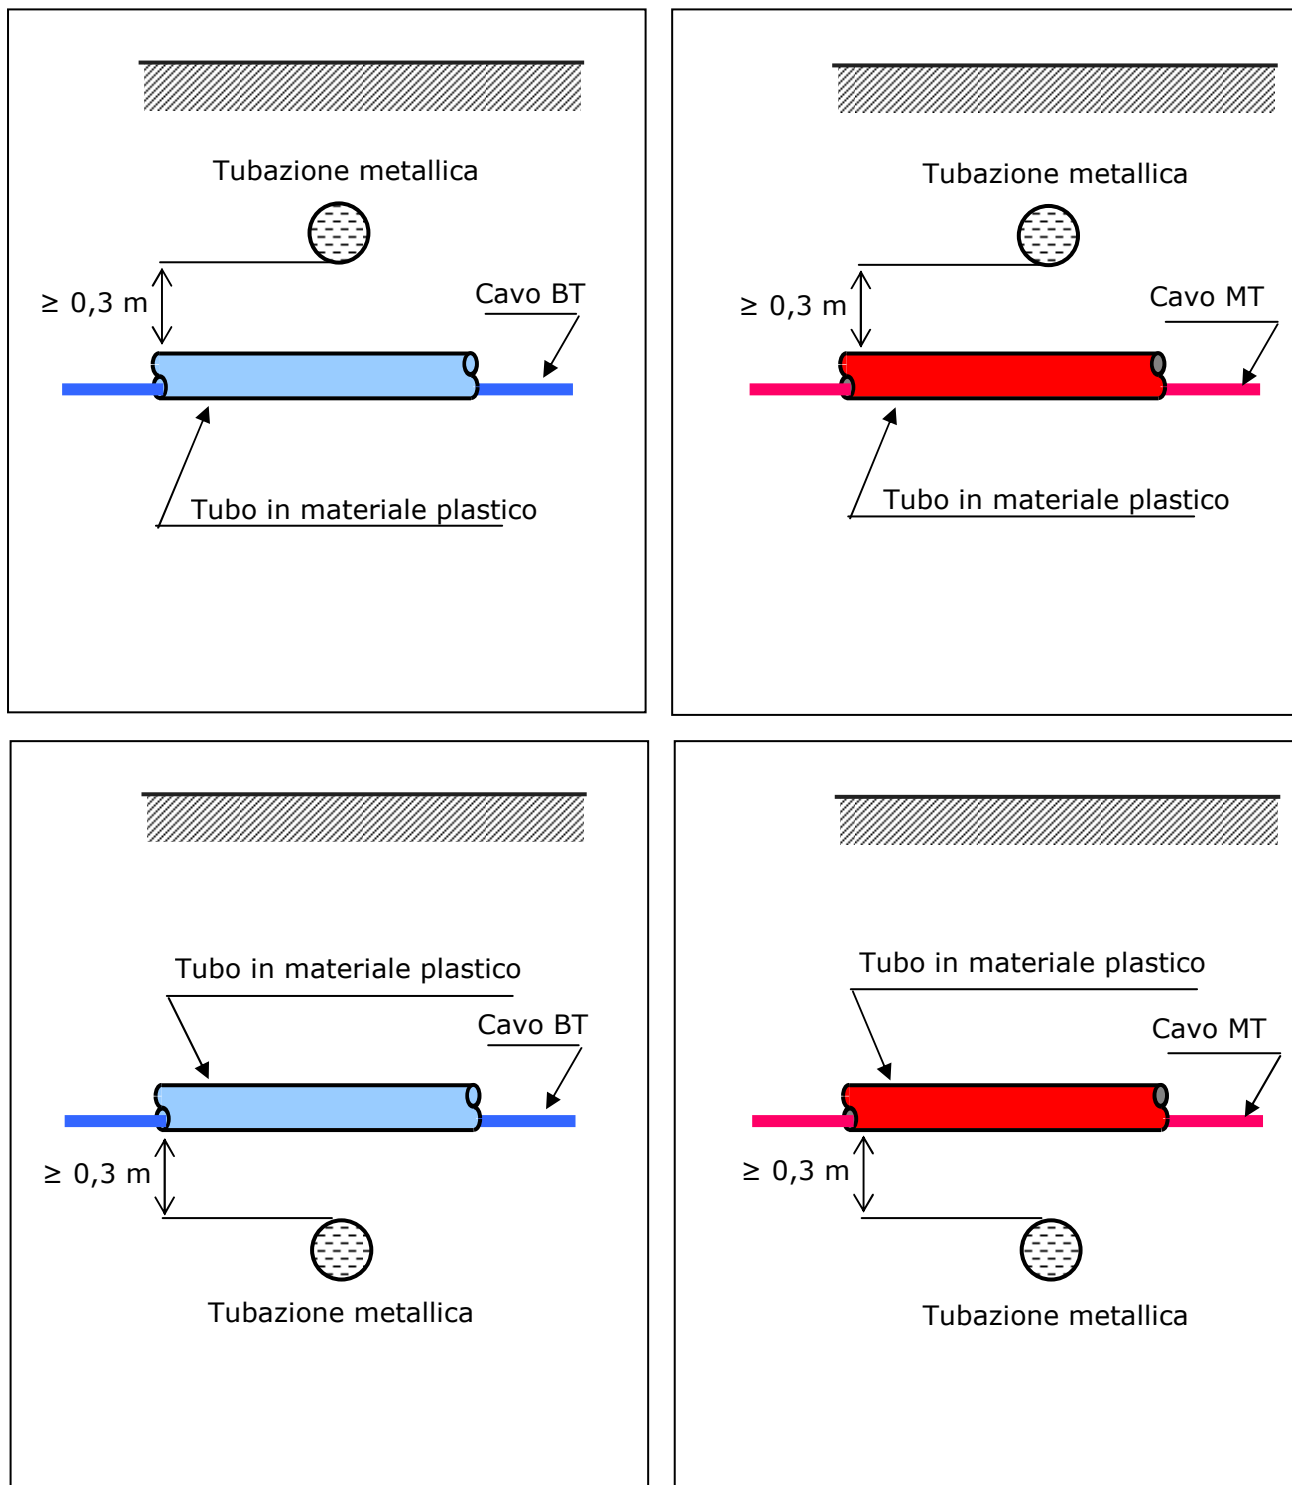 Tubazione metallica
≥ 0,3 m
Cavo BT
Tubo in materiale plastico
Tubazione metallica
≥ 0,3 m
Cavo MT
Tubo in materiale plastico
Tubo in materiale plastico
Cavo BT
≥ 0,3 m
Tubazione metallica
Tubo in materiale plastico
Cavo MT
≥ 0,3 m
Tubazione metallica